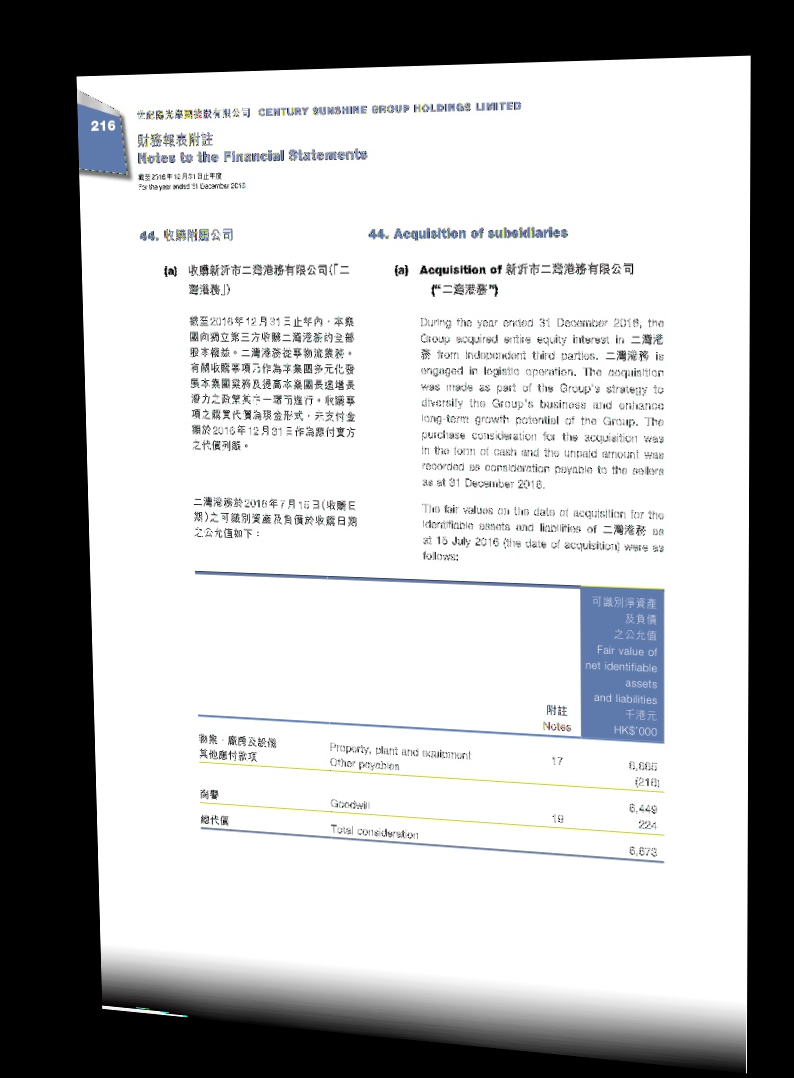 216
世紀陽光集團控股有限公司 CENTURY SUNSHINE GROUP HOLDINGS LIMITED
財務報表附註
Notes to the Financial Statements
截至2016年12月31日止年度
For the year ended 31 December 2016
44. 收購附屬公司
(a) 收購新沂市二灣港務有限公司(「二
灣港務」)
截至2016年12月31日止年內，本集
團向獨立第三方收購二灣港務的全部
股本權益。二灣港務從事物流業務。
有關收購事項乃作為本集團多元化發
展本集團業務及提高本集團長遠增長
潛力之政策其中一環而進行。收購事
項之購買代價為現金形式，未支付金
額於2016年12月31日作為應付賣方
之代價列賬。
二灣港務於2016年7月15日(收購日
期)之可識別資產及負債於收購日期
之公允值如下：
44. Acquisition of subsidiaries
(a) Acquisition of 新沂市二灣港務有限公司
("二灣港務")
During the year ended 31 December 2016, the
Group acquired entire equity interest in 二灣港
務 from independent third parties. 二灣港務 is
engaged in logistic operation. The acquisition
was made as part of the Group's strategy to
diversify the Group's business and enhance
long-term growth potential of the Group. The
purchase consideration for the acquisition was
in the form of cash and the unpaid amount was
recorded as consideration payable to the sellers
as at 31 December 2016.
The fair values on the date of acquisition for the
identifiable assets and liabilities of 二灣港務 as
at 15 July 2016 (the date of acquisition) were as
follows:
可識別淨資產
及負債
之公允值
Fair value of
net identifiable
assets
and liabilities
附註 千港元
Notes HK$'000
物業、廠房及設備 Property, plant and equipment 17 6,665
其他應付款項 Other payables (216)
6,449
商譽 Goodwill 19 224
總代價 Total consideration 6,673